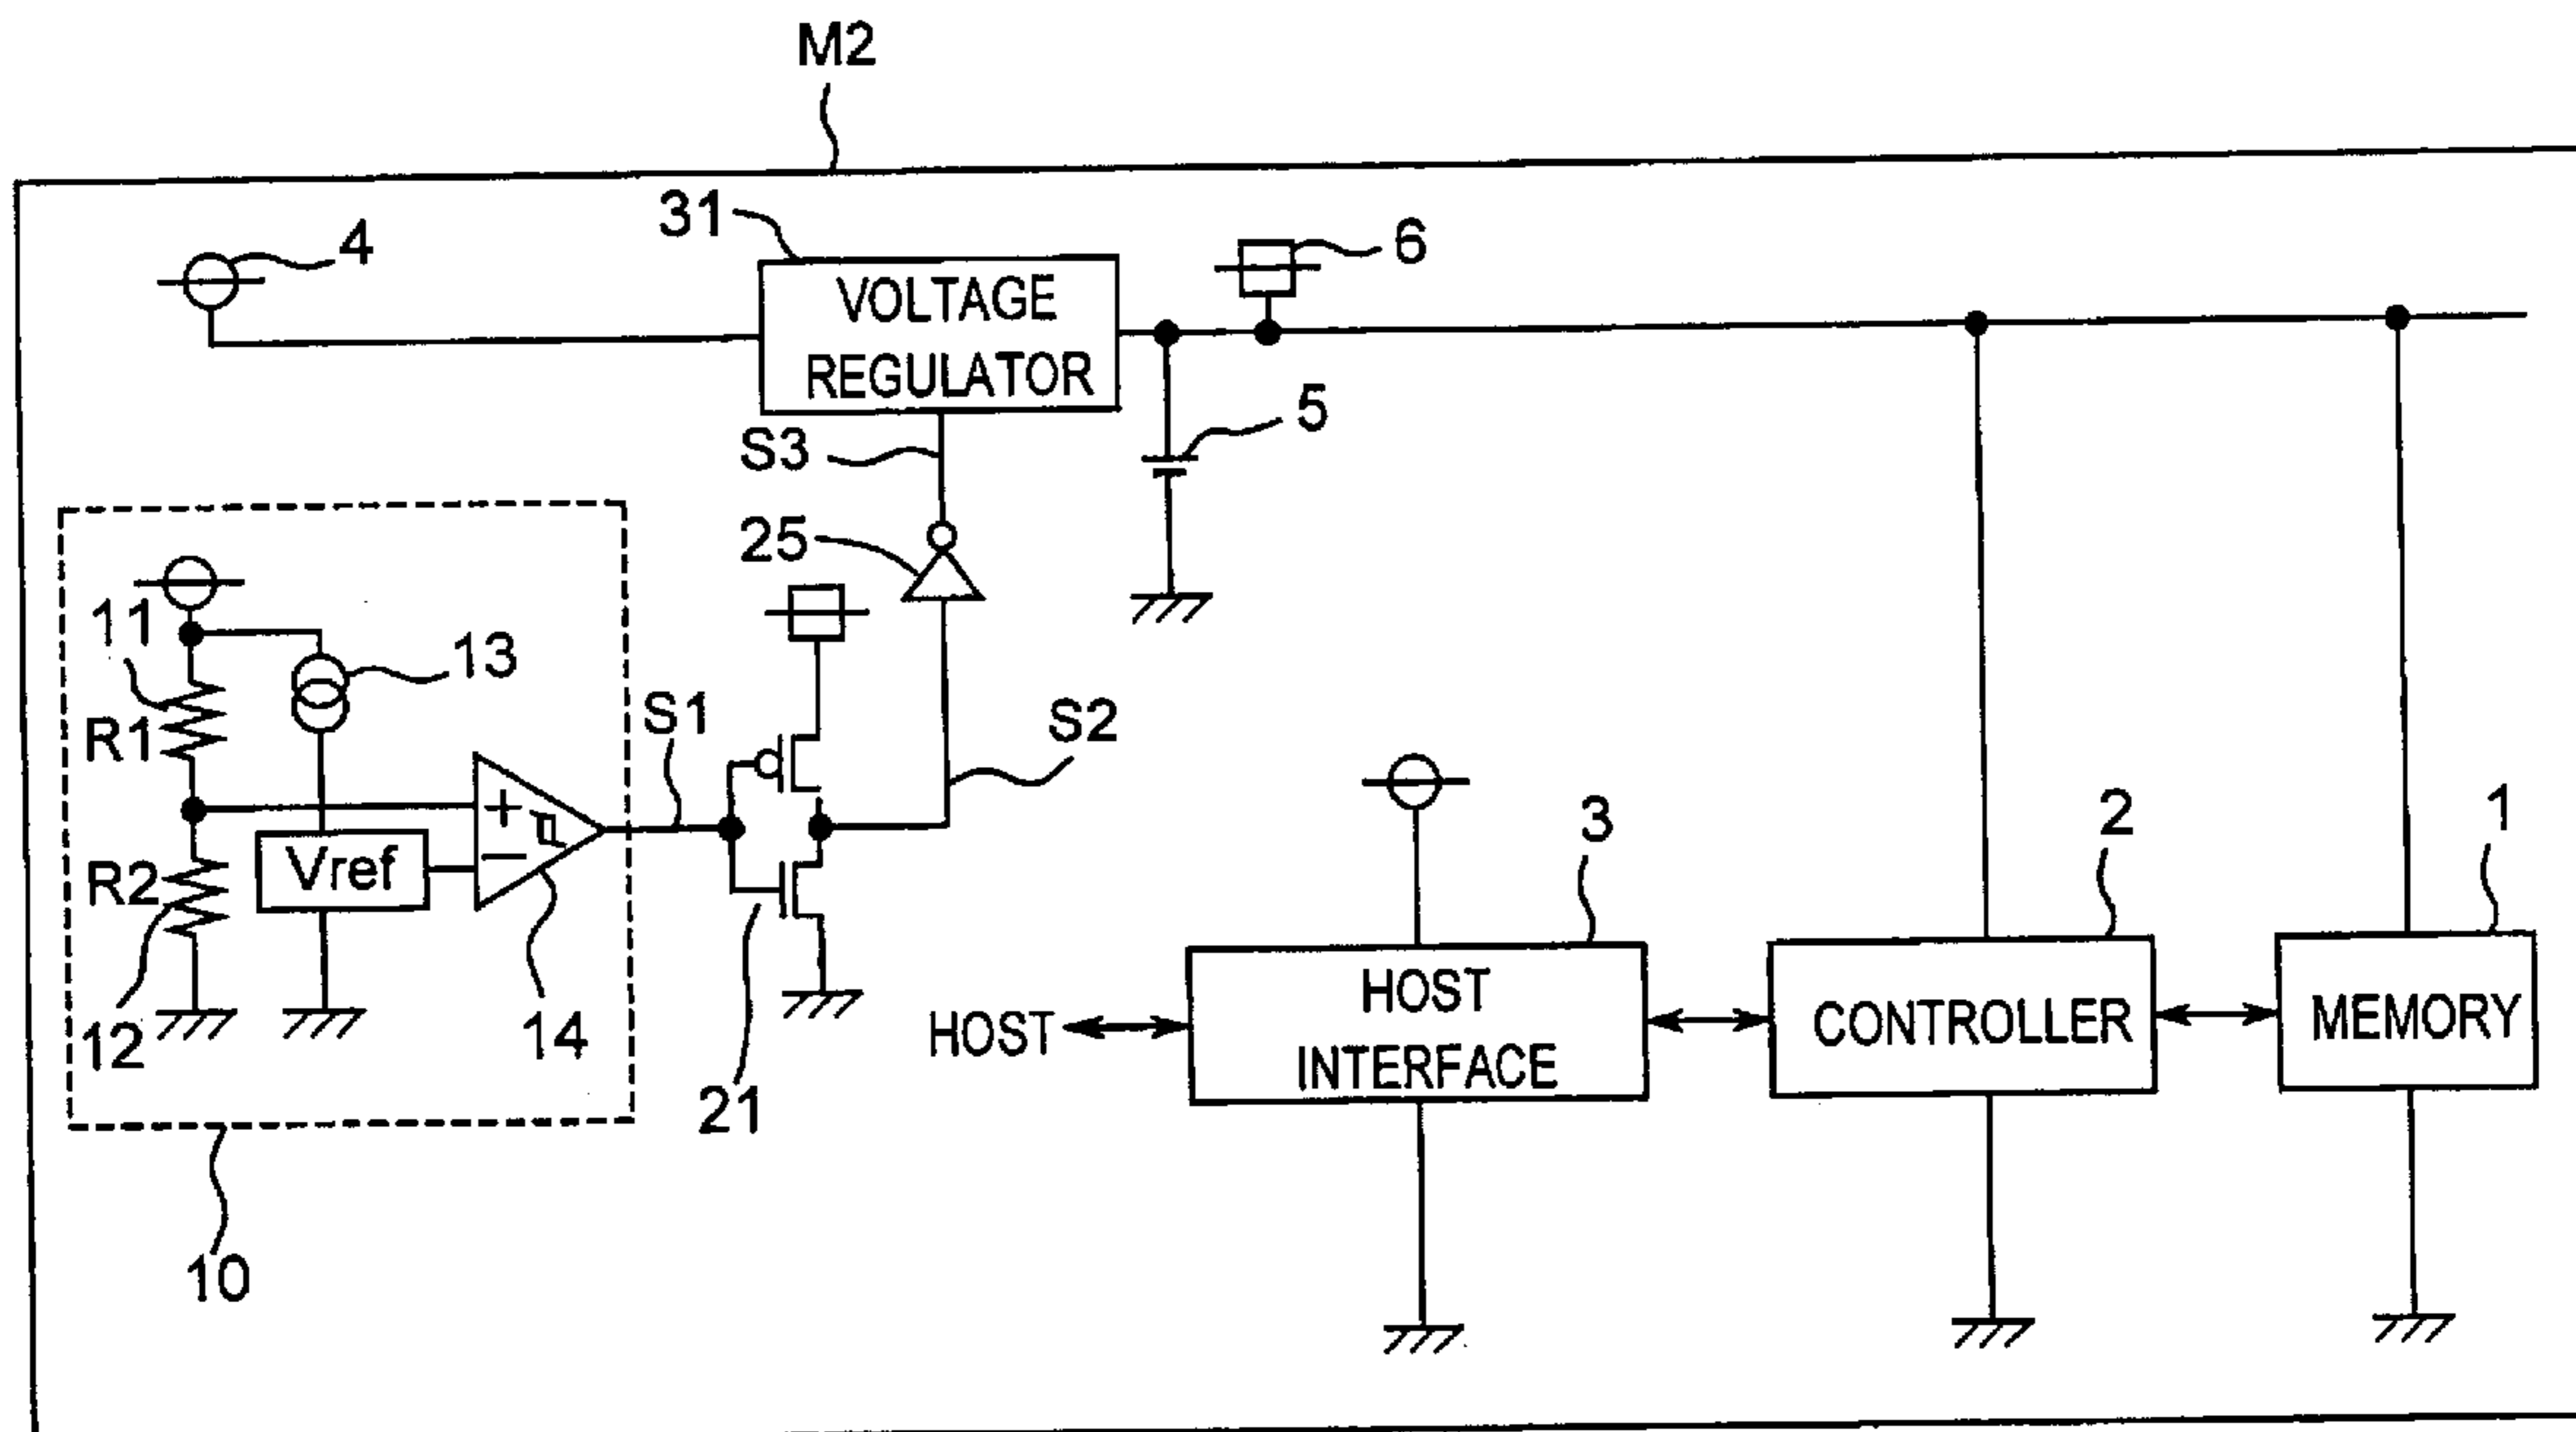 M2
31
4
VOLTAGE
REGULATOR
6
5
S3
25
11
13
R1
S1
S2
+
−
Vref
R2
12
14
21
10
HOST
3
HOST
INTERFACE
2
CONTROLLER
1
MEMORY